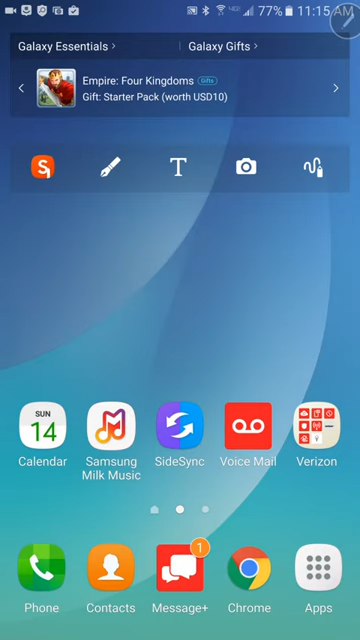 77% 11:15 AM
Galaxy Essentials › Galaxy Gifts ›
Empire: Four Kingdoms Gifts
Gift: Starter Pack (worth USD10)
T
SUN
14
Calendar Samsung Milk Music SideSync Voice Mail Verizon
1
Phone Contacts Message+ Chrome Apps